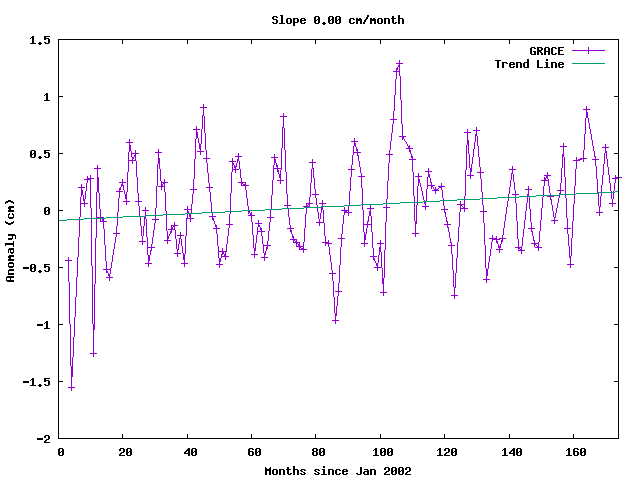 Slope 0.00 cm/month
GRACE
Trend Line
1.5
1
0.5
0
-0.5
-1
-1.5
-2
Anomaly (cm)
0 20 40 60 80 100 120 140 160
Months since Jan 2002